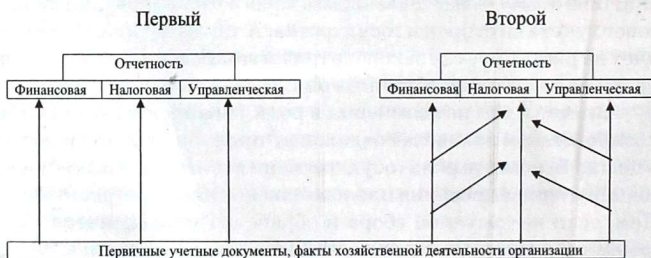 Первый Второй
Отчетность Отчетность
Финансовая Налоговая Управленческая Финансовая Налоговая Управленческая
Первичные учетные документы, факты хозяйственной деятельности организации